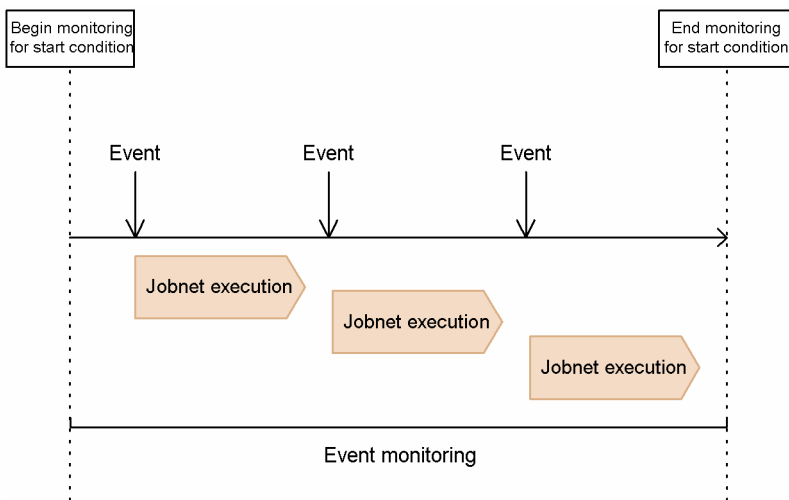 Begin monitoring
for start condition
End monitoring
for start condition
Event
Event
Event
Jobnet execution
Jobnet execution
Jobnet execution
Event monitoring